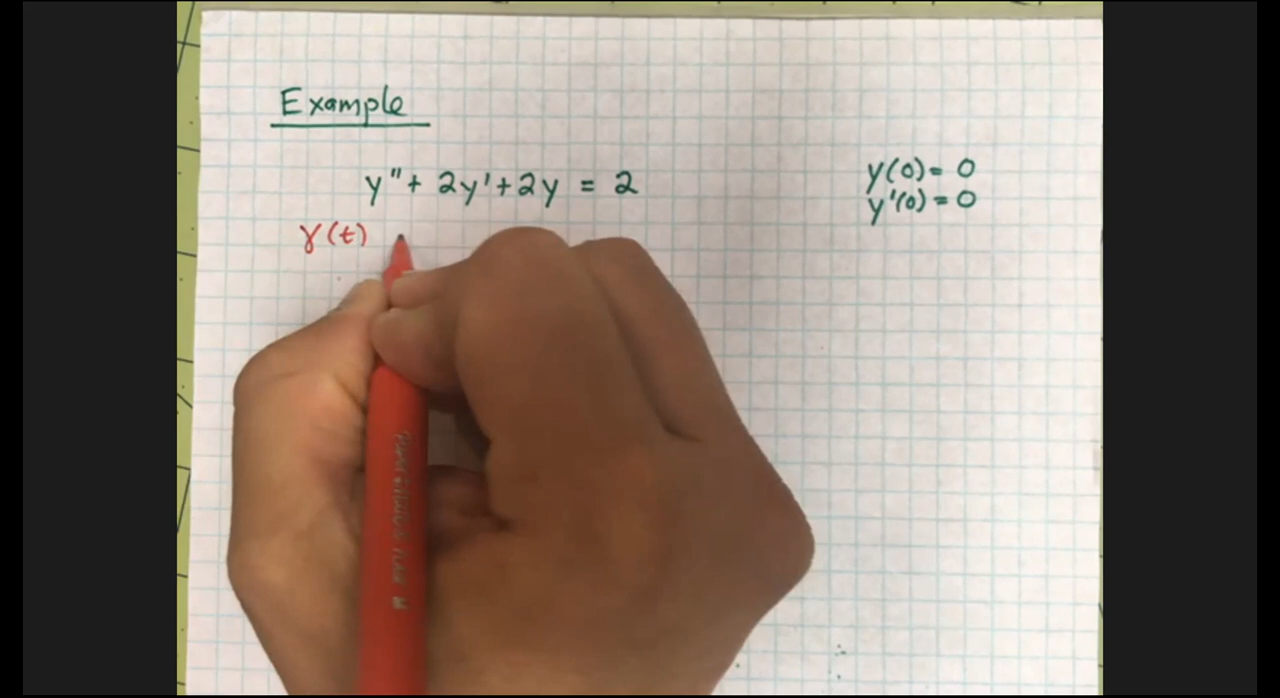 Example
y"+ 2y'+2y = 2
y(0)= 0
y'(0) = 0
γ(t)